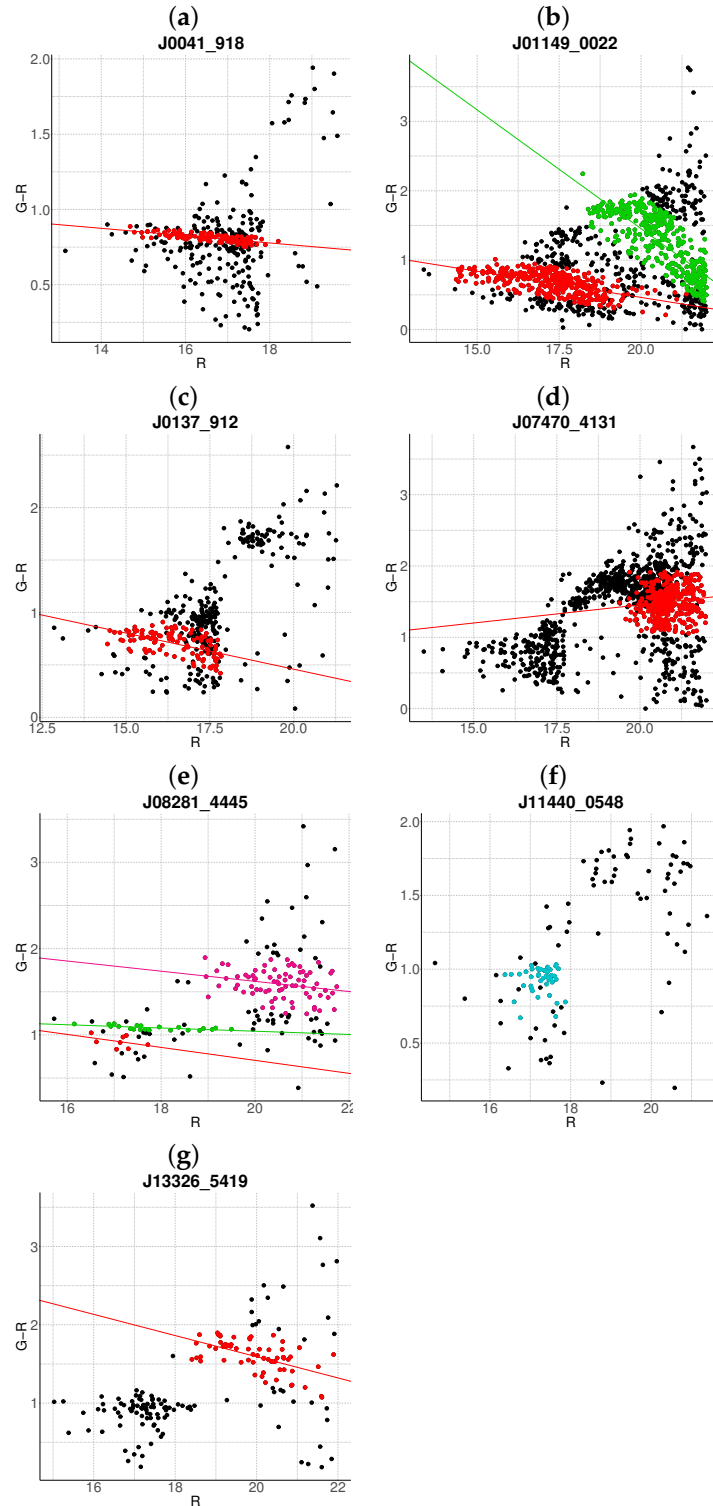 (a) (b)
J0041_918 J01149_0022
2.0
1.5
1.0
0.5
G−R
14 16 18
R
3
2
1
0
G−R
15.0 17.5 20.0
R
(c) (d)
J0137_912 J07470_4131
2
1
0
G−R
12.5 15.0 17.5 20.0
R
4
3
2
1
0
G−R
15.0 17.5 20.0
R
(e) (f)
J08281_4445 J11440_0548
3
2
1
G−R
16 18 20 22
R
2.0
1.5
1.0
0.5
G−R
16 18 20
R
(g)
J13326_5419
3
2
1
G−R
16 18 20 22
R